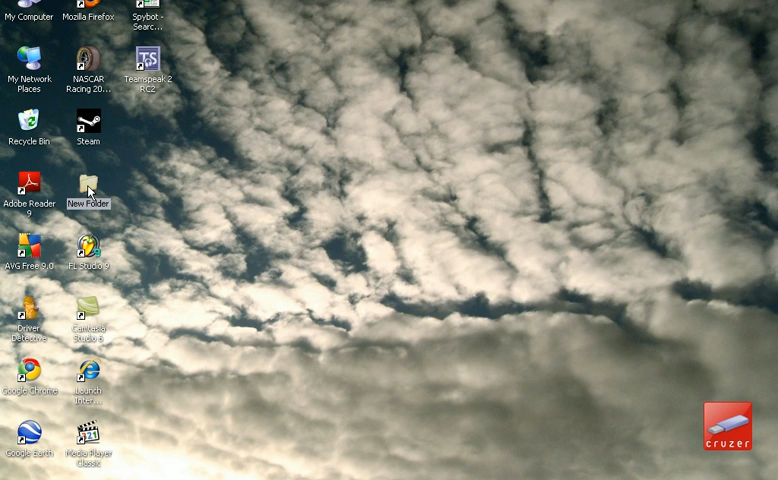 My Computer
Mozilla Firefox
Spybot -
Searc...
My Network
Places
NASCAR
Racing 20...
Teamspeak 2
RC2
TS
Recycle Bin
Steam
Adobe Reader
9
New Folder
AVG Free 9.0
FL Studio 9
Driver
Detective
Camtasia
Studio 6
Google Chrome
Launch
Inter...
321
Google Earth
Media Player
Classic
cruzer